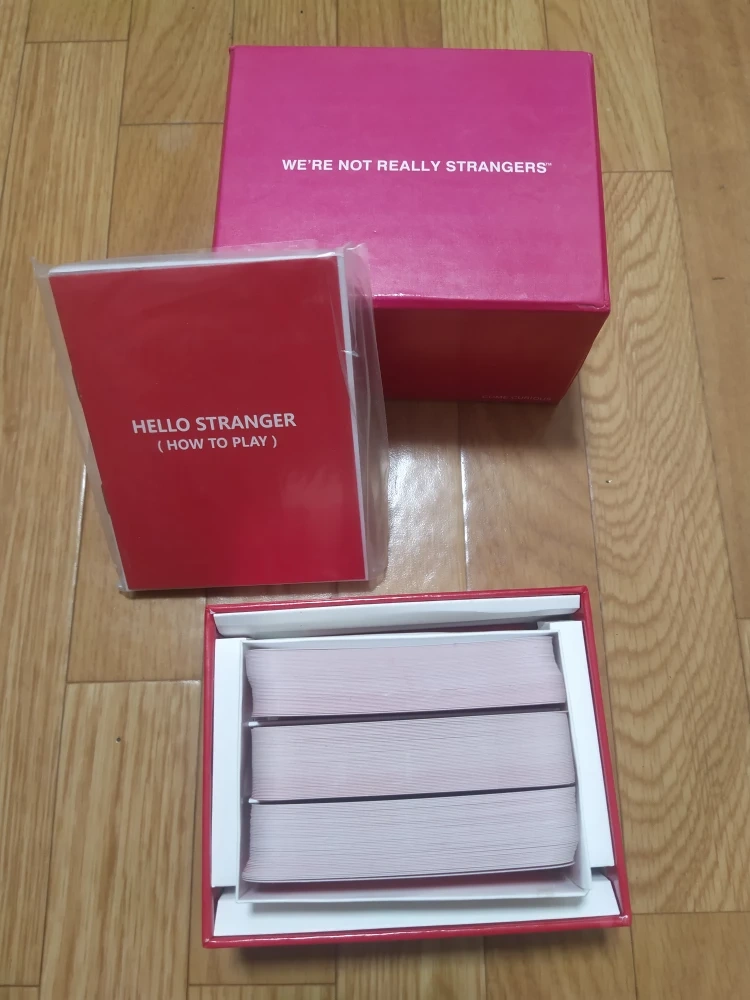 WE'RE NOT REALLY STRANGERS™
HELLO STRANGER
( HOW TO PLAY )